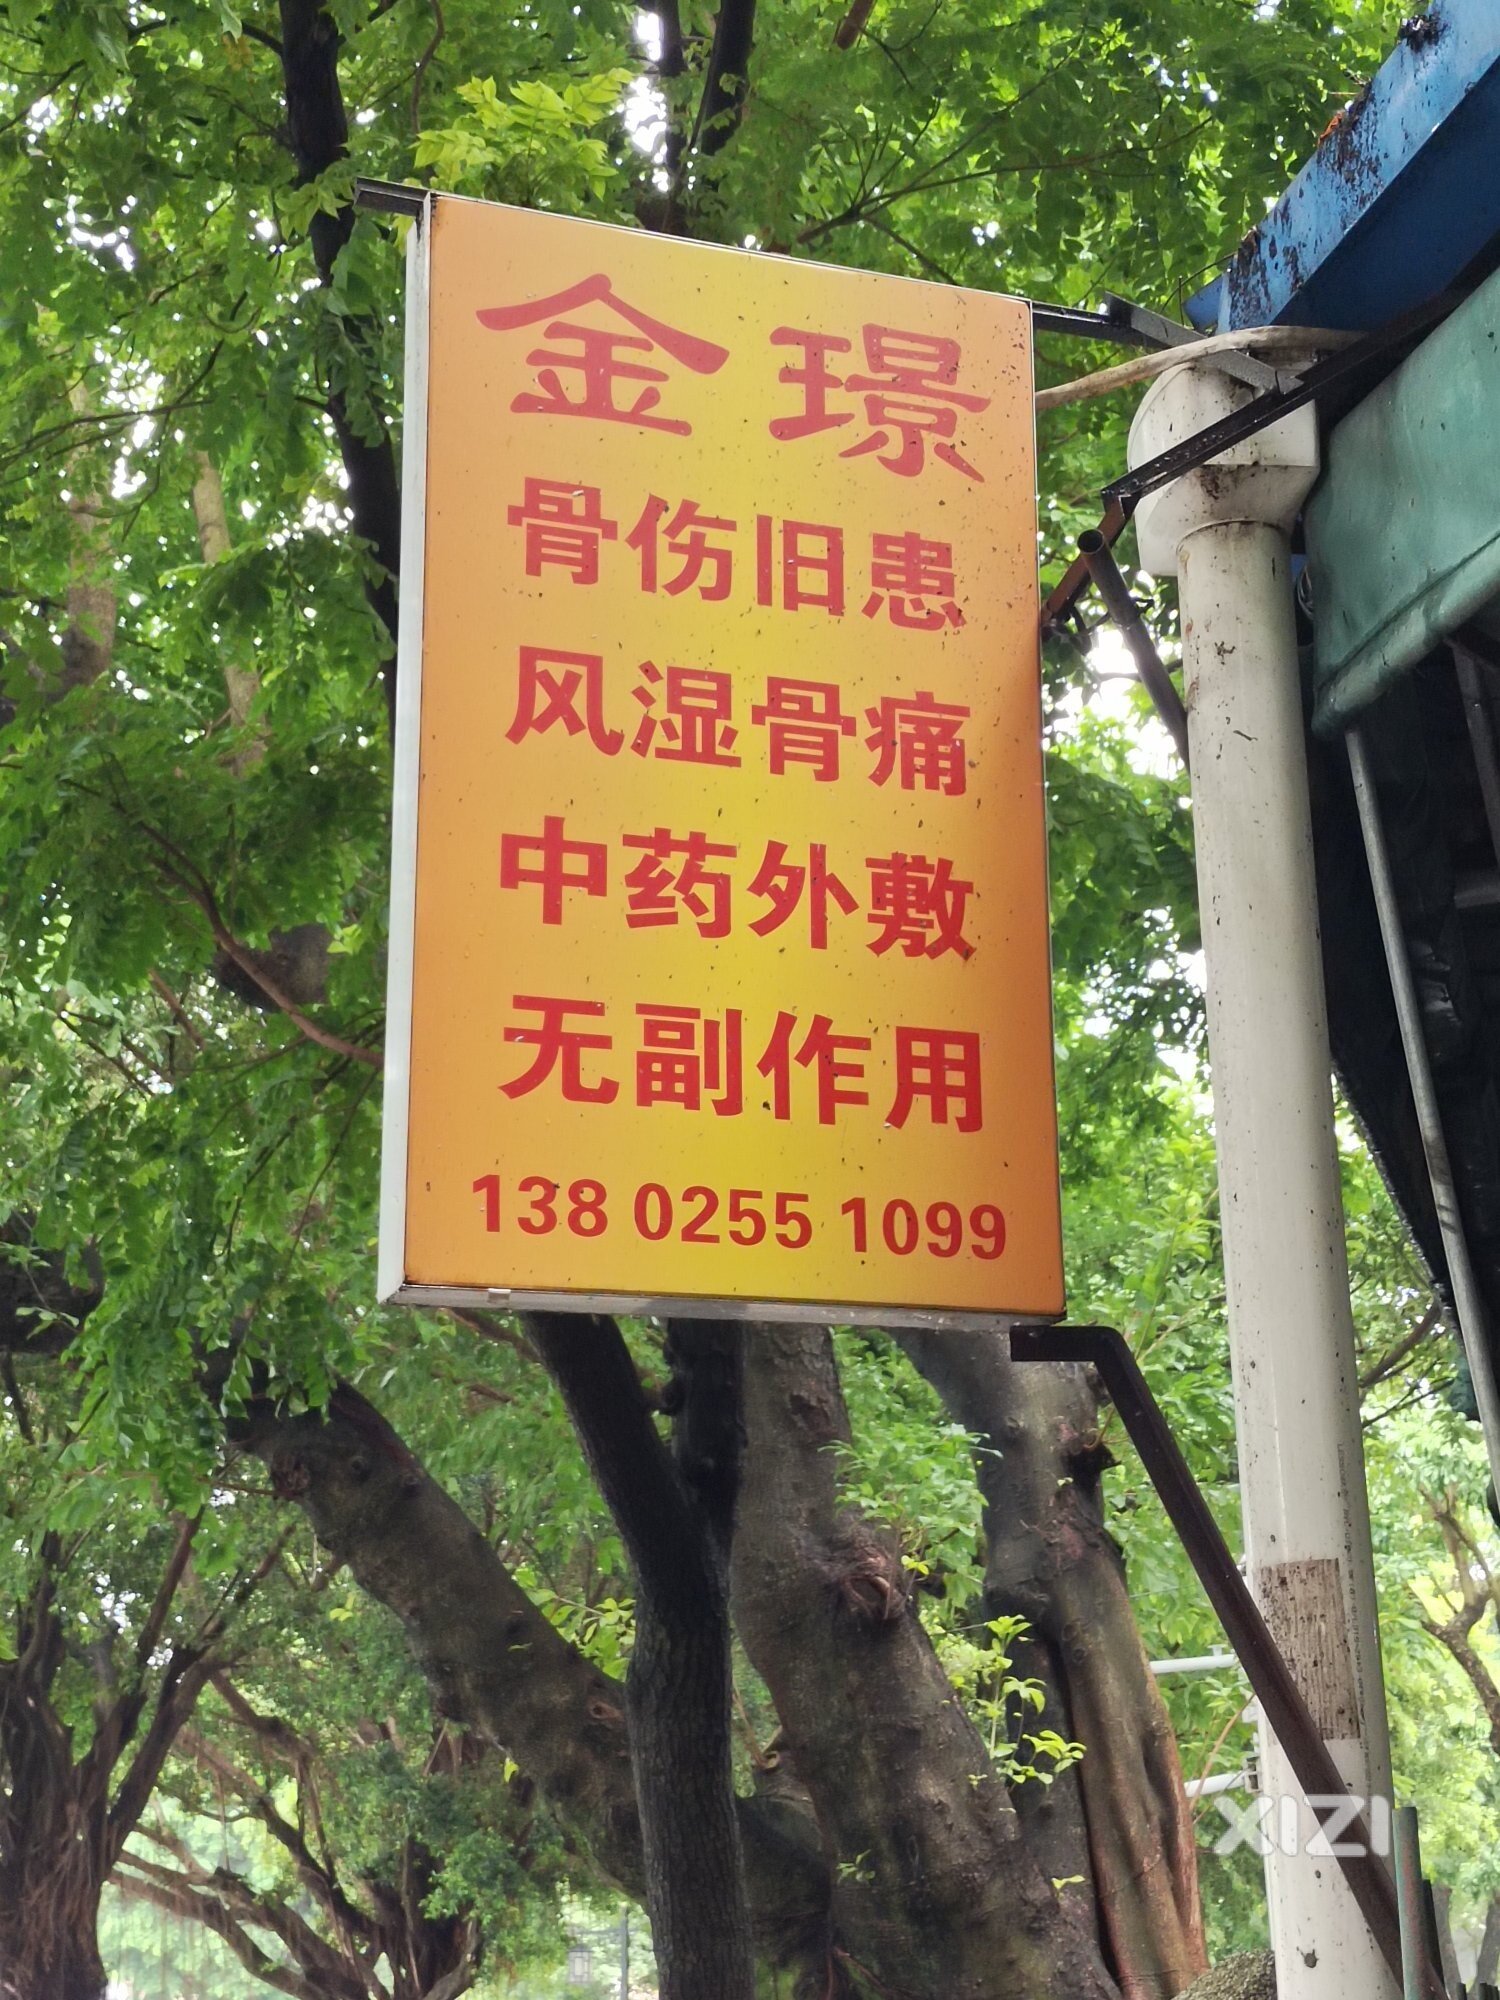 金璟
骨伤旧患
风湿骨痛
中药外敷
无副作用
138 0255 1099
XIZI